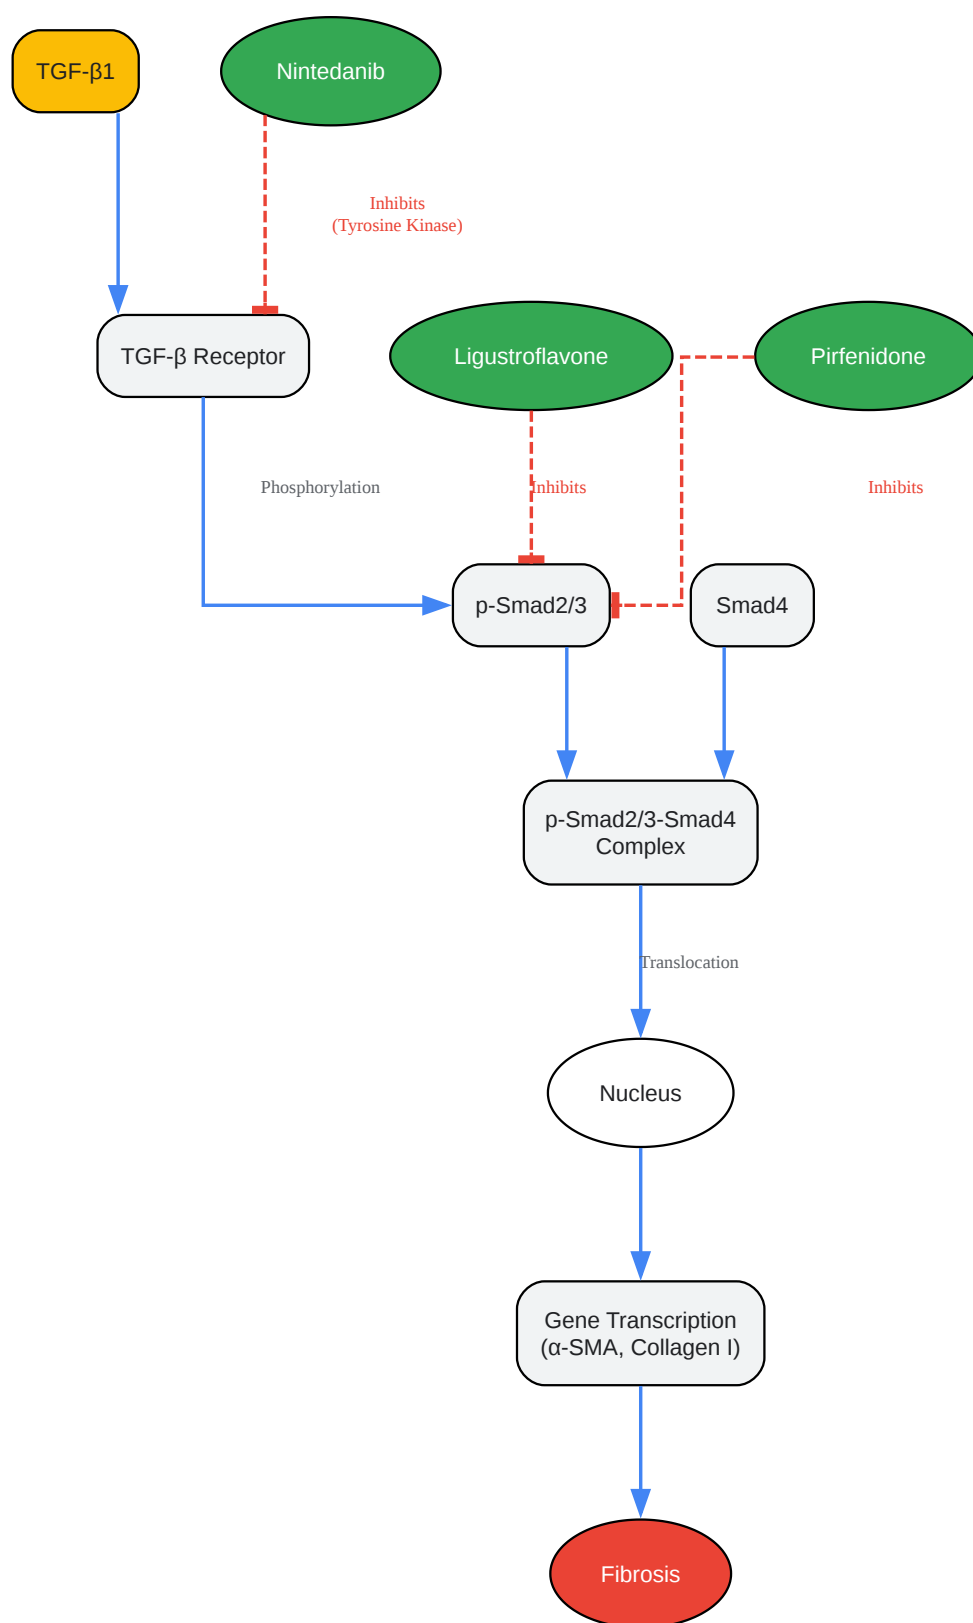 TGF-β1
Nintedanib
Inhibits
(Tyrosine Kinase)
TGF-β Receptor
Ligustroflavone
Pirfenidone
Phosphorylation
Inhibits
Inhibits
p-Smad2/3
Smad4
p-Smad2/3-Smad4
Complex
Translocation
Nucleus
Gene Transcription
(α-SMA, Collagen I)
Fibrosis